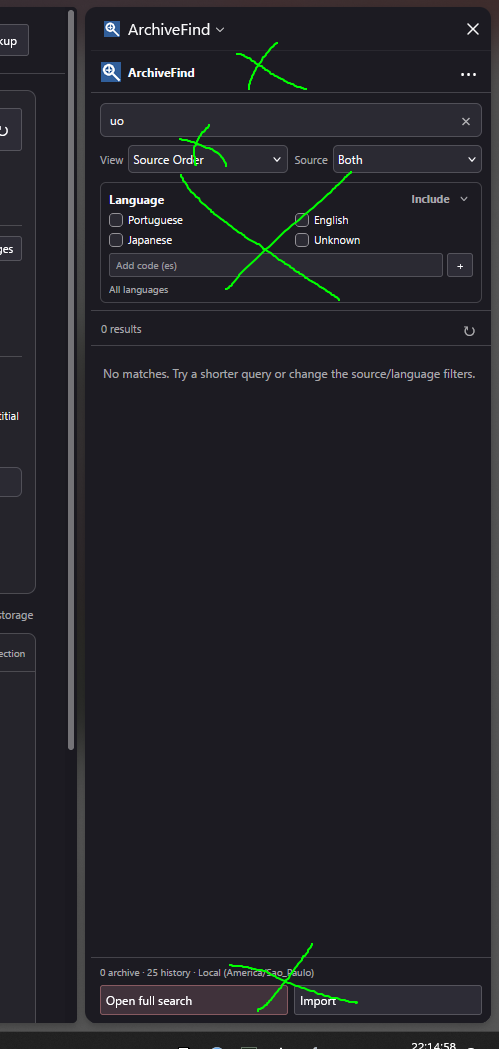 kup
ArchiveFind
ArchiveFind
uo
View Source Order Source Both
ges
Language Include
Portuguese English
Japanese Unknown
Add code (es) +
All languages
0 results
No matches. Try a shorter query or change the source/language filters.
titial
storage
ection
0 archive · 25 history · Local (America/Sao_Paulo)
Open full search Import
22:14:58